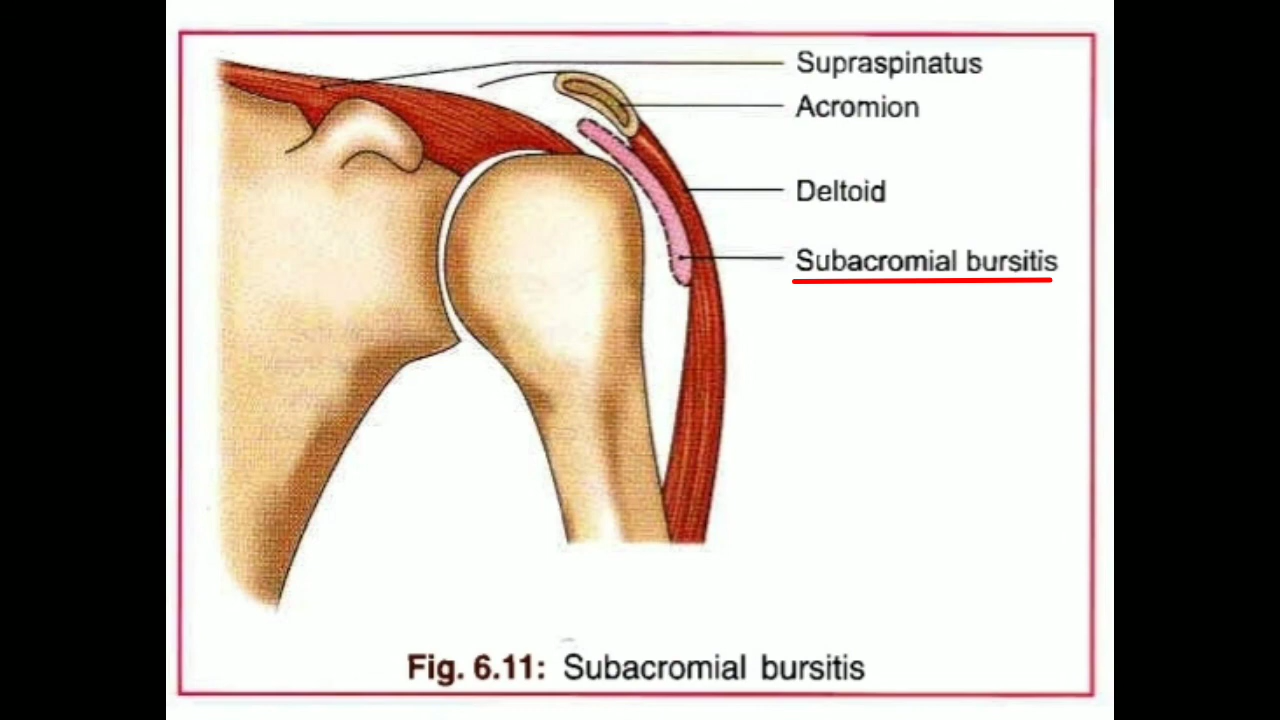 Supraspinatus
Acromion
Deltoid
Subacromial bursitis
Fig. 6.11: Subacromial bursitis